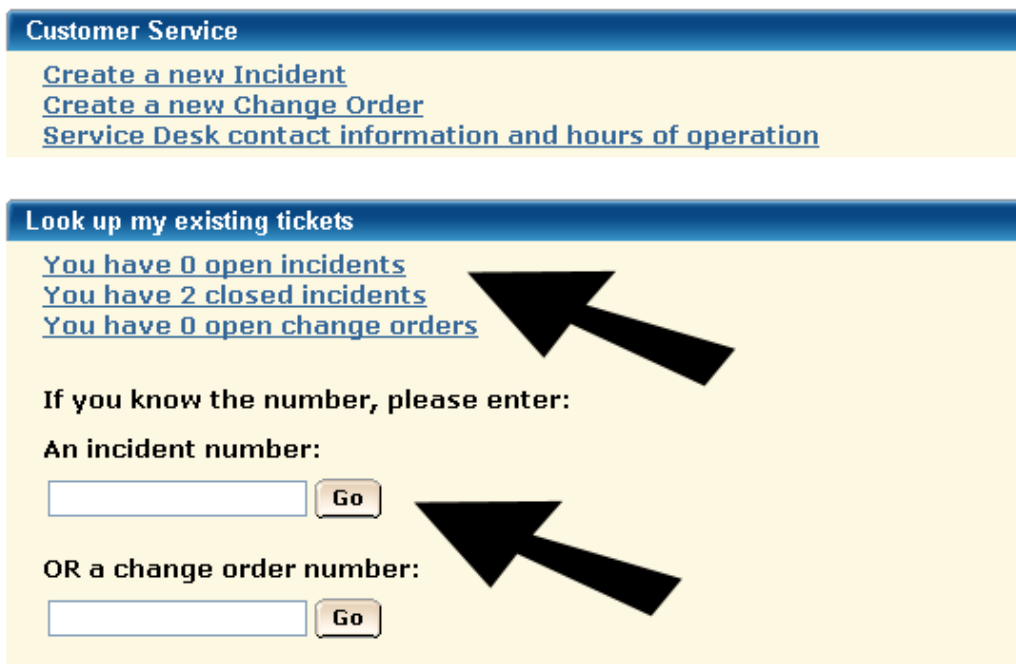 Customer Service
Create a new Incident
Create a new Change Order
Service Desk contact information and hours of operation
Look up my existing tickets
You have 0 open incidents
You have 2 closed incidents
You have 0 open change orders
If you know the number, please enter:
An incident number:
Go
OR a change order number:
Go